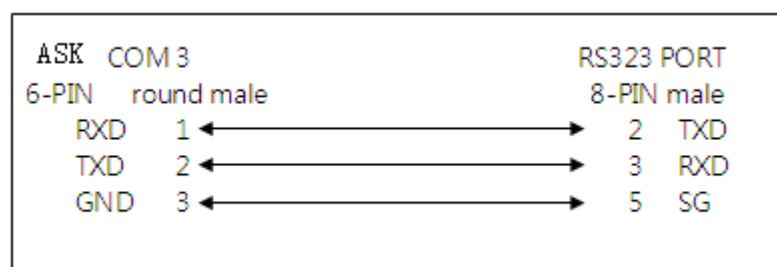 ASK COM 3 RS323 PORT
6-PIN round male 8-PIN male
RXD 1 2 TXD
TXD 2 3 RXD
GND 3 5 SG